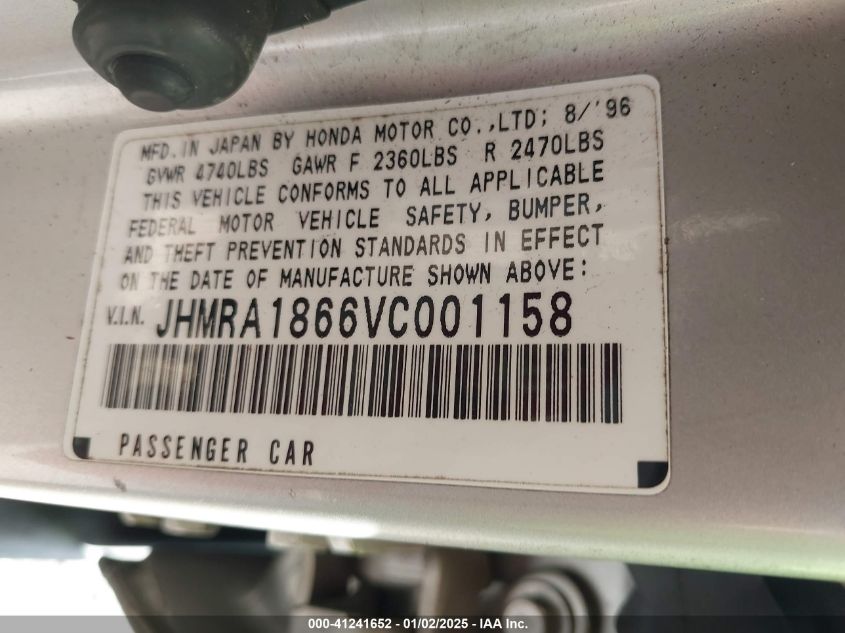 MFD. IN JAPAN BY HONDA MOTOR CO.,LTD; 8/'96
GVWR 4740LBS GAWR F 2360LBS R 2470LBS
THIS VEHICLE CONFORMS TO ALL APPLICABLE
FEDERAL MOTOR VEHICLE SAFETY, BUMPER,
AND THEFT PREVENTION STANDARDS IN EFFECT
ON THE DATE OF MANUFACTURE SHOWN ABOVE:
V.I.N. JHMRA1866VC001158
PASSENGER CAR
000-41241652 - 01/02/2025 - IAA Inc.